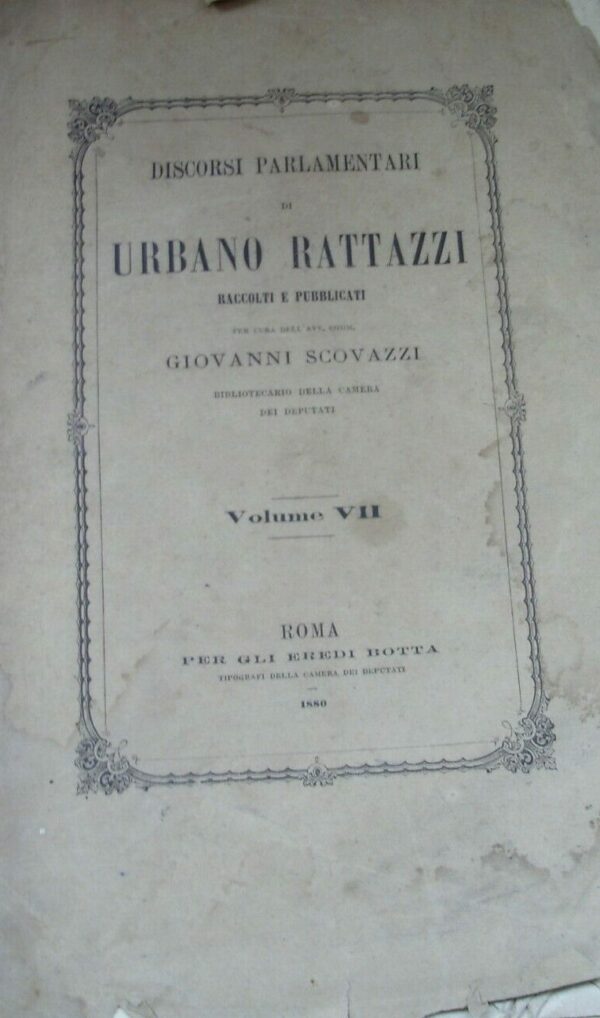 DISCORSI PARLAMENTARI
DI
URBANO RATTAZZI
RACCOLTI E PUBBLICATI
PER CURA DELL'AVV. COMM.
GIOVANNI SCOVAZZI
BIBLIOTECARIO DELLA CAMERA
DEI DEPUTATI
Volume VII
ROMA
PER GLI EREDI BOTTA
TIPOGRAFI DELLA CAMERA DEI DEPUTATI
1880